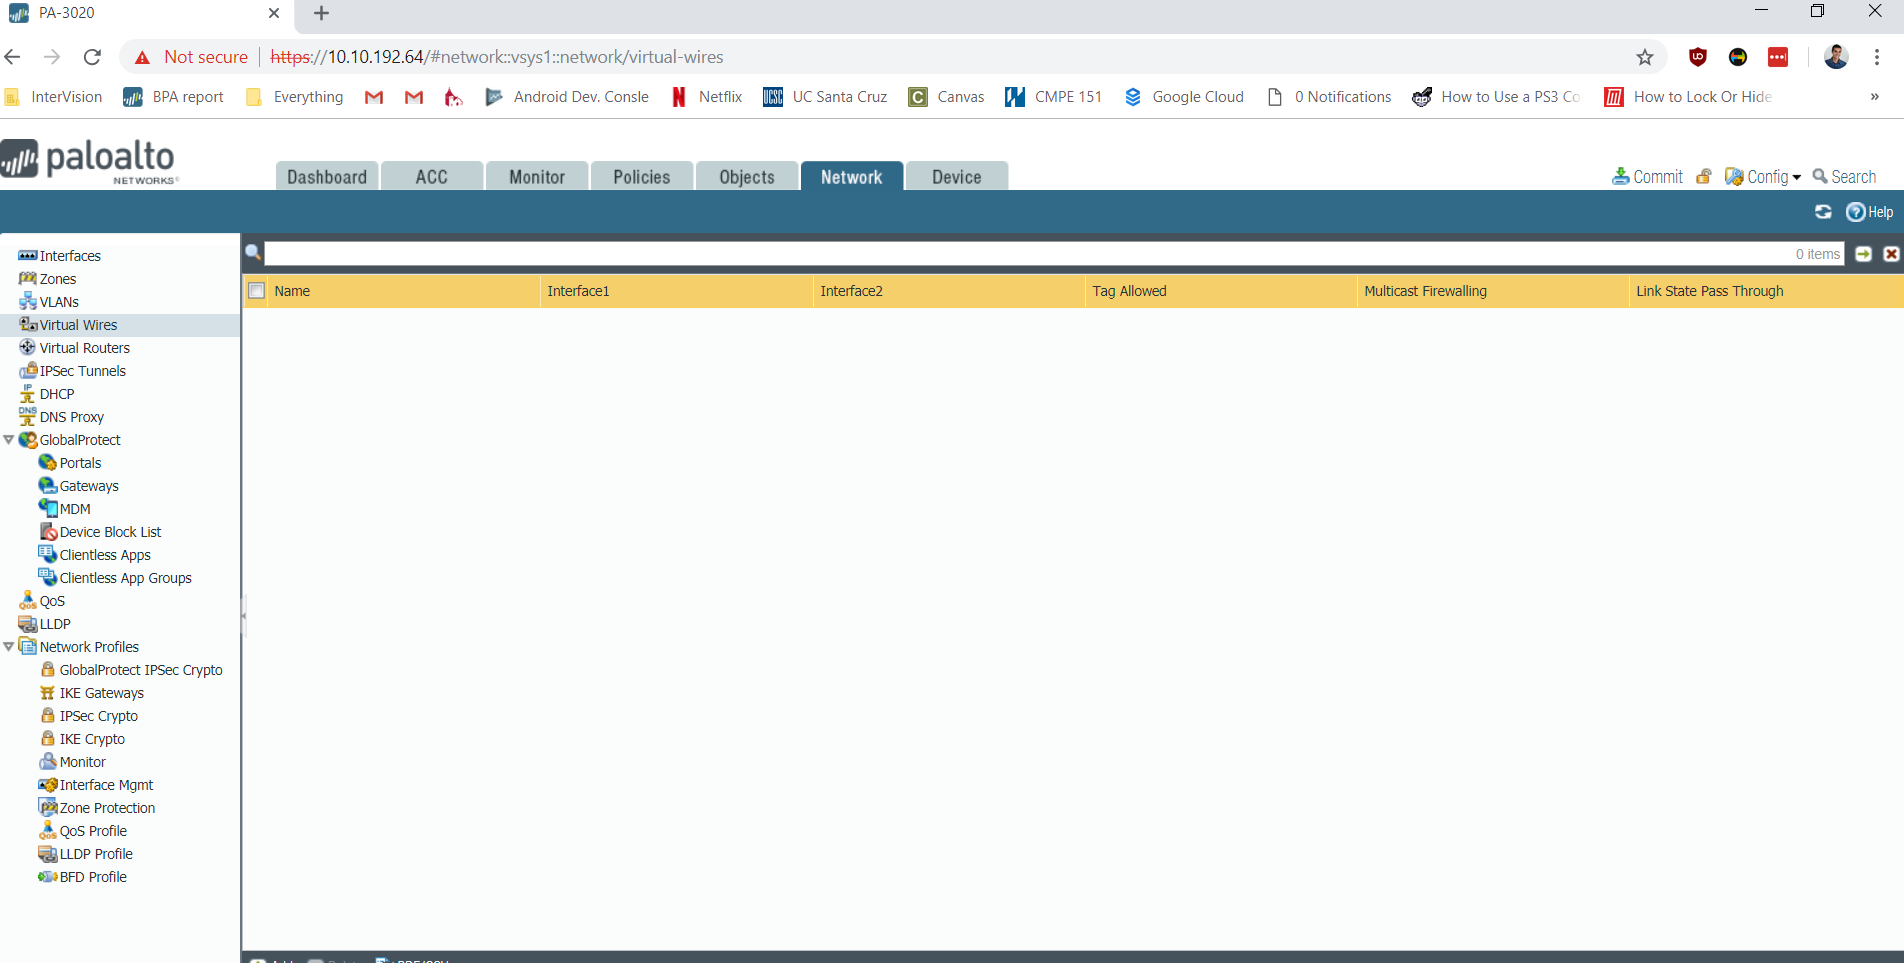 PA-3020
Not secure https://10.10.192.64/#network::vsys1::network/virtual-wires
InterVision BPA report Everything Android Dev. Consle Netflix UCSC UC Santa Cruz Canvas CMPE 151 Google Cloud 0 Notifications How to Use a PS3 Co How to Lock Or Hide »
paloalto
NETWORKS
Dashboard ACC Monitor Policies Objects Network Device
Commit Config Search
Help
0 items
Name Interface1 Interface2 Tag Allowed Multicast Firewalling Link State Pass Through
Interfaces
Zones
VLANs
Virtual Wires
Virtual Routers
IPSec Tunnels
IP DHCP
DNS DNS Proxy
GlobalProtect
Portals
Gateways
MDM
Device Block List
Clientless Apps
Clientless App Groups
QoS QoS
LLDP
Network Profiles
GlobalProtect IPSec Crypto
IKE Gateways
IPSec Crypto
IKE Crypto
Monitor
Interface Mgmt
Zone Protection
QoS QoS Profile
LLDP Profile
BFD Profile